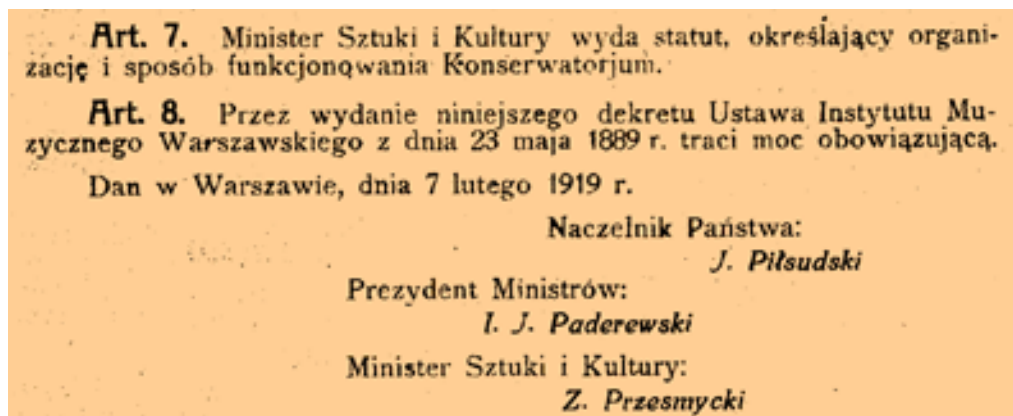 Art. 7. Minister Sztuki i Kultury wyda statut, określający organi-
zację i sposób funkcjonowania Konserwatorjum.
Art. 8. Przez wydanie niniejszego dekretu Ustawa Instytutu Mu-
zycznego Warszawskiego z dnia 23 maja 1889 r. traci moc obowiązującą.
Dan w Warszawie, dnia 7 lutego 1919 r.
Naczelnik Państwa:
J. Piłsudski
Prezydent Ministrów:
I. J. Paderewski
Minister Sztuki i Kultury:
Z. Przesmycki